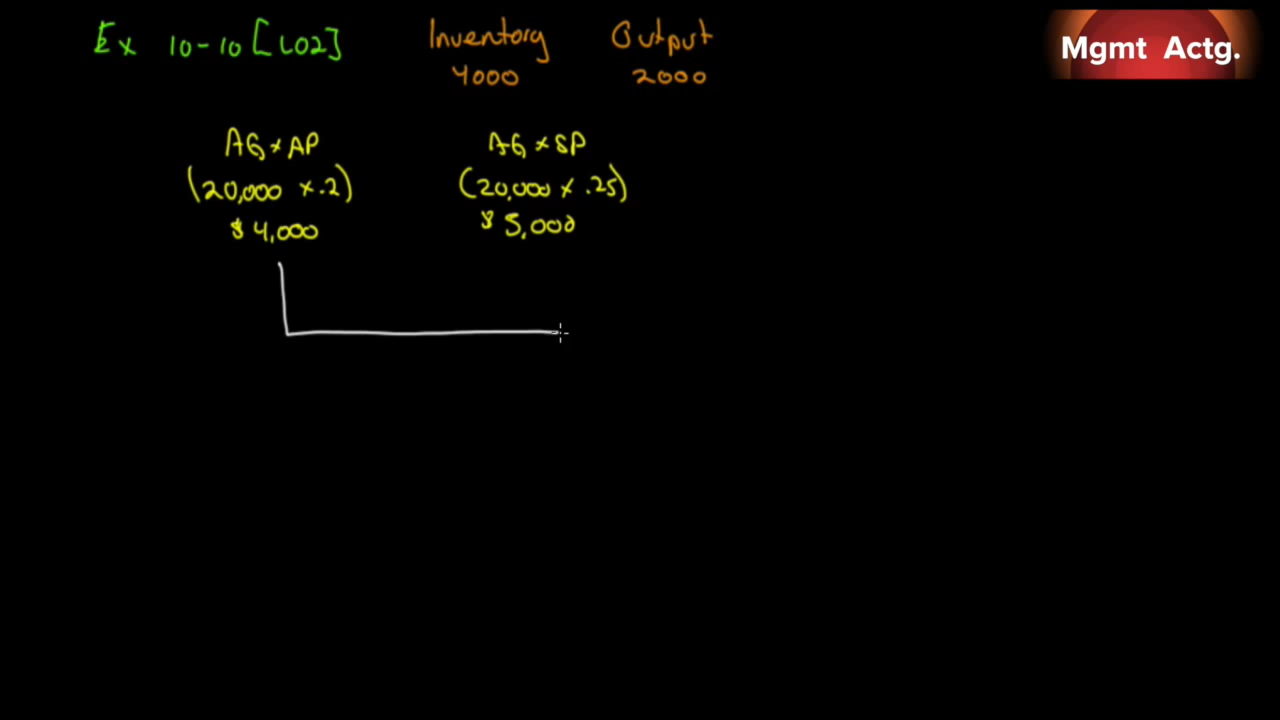 Ex 10-10 [LO2] Inventory Output
4000 2000
Mgmt Actg.
AQ x AP AQ x SP
(20,000 x .2) (20,000 x .25)
$4,000 $5,000